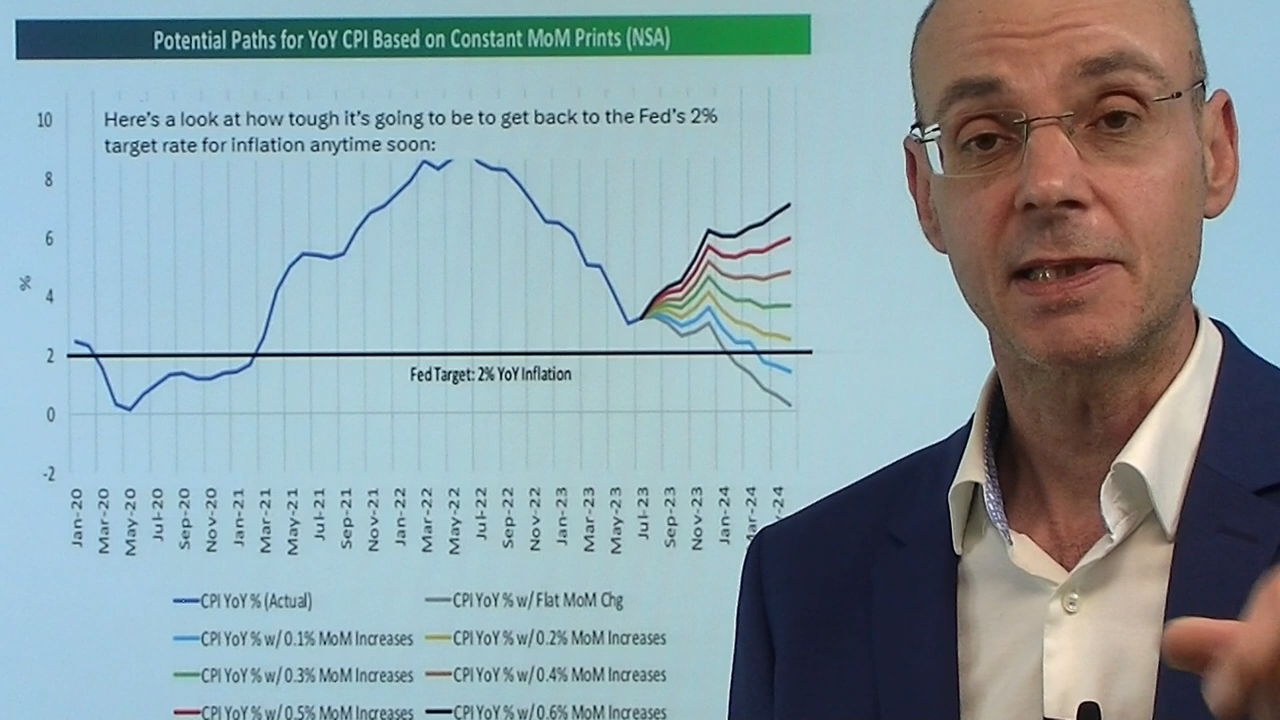 Potential Paths for YoY CPI Based on Constant MoM Prints (NSA)
Here's a look at how tough it's going to be to get back to the Fed's 2%
target rate for inflation anytime soon:
10
8
6
4
2
0
-2
%
Fed Target: 2% YoY Inflation
Jan-20
Mar-20
May-20
Jul-20
Sep-20
Nov-20
Jan-21
Mar-21
May-21
Jul-21
Sep-21
Nov-21
Jan-22
Mar-22
May-22
Jul-22
Sep-22
Nov-22
Jan-23
Mar-23
May-23
Jul-23
Sep-23
Nov-23
Jan-24
Mar-24
-24
CPI YoY % (Actual)
CPI YoY % w/ Flat MoM Chg
CPI YoY % w/ 0.1% MoM Increases
CPI YoY % w/ 0.2% MoM Increases
CPI YoY % w/ 0.3% MoM Increases
CPI YoY % w/ 0.4% MoM Increases
CPI YoY % w/ 0.5% MoM Increases
CPI YoY % w/ 0.6% MoM Increases